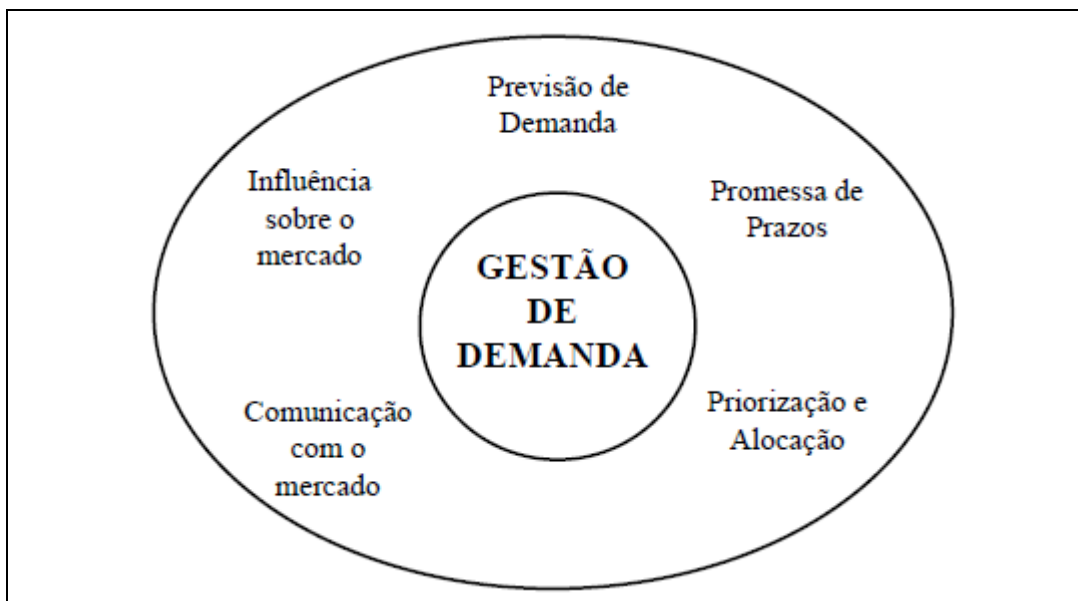 Previsão de
Demanda
Influência
sobre o
mercado
Promessa de
Prazos
GESTÃO
DE
DEMANDA
Comunicação
com o
mercado
Priorização e
Alocação